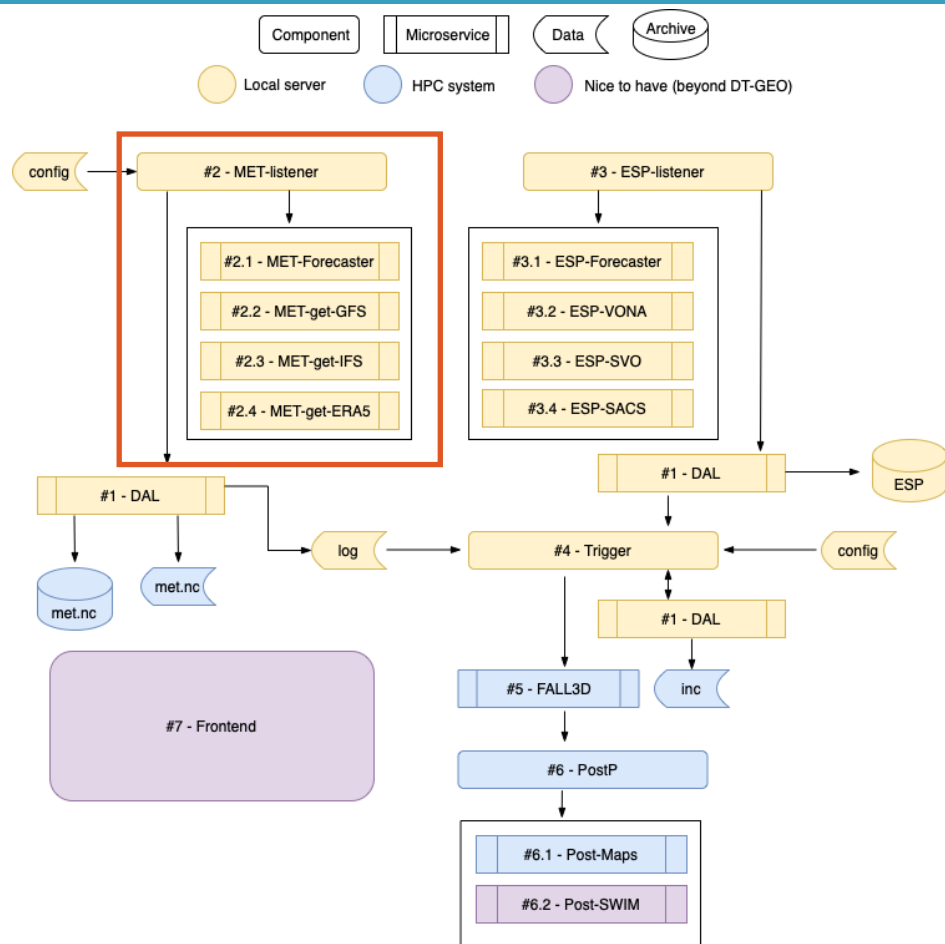 Component
Microservice
Data
Archive
Local server
HPC system
Nice to have (beyond DT-GEO)
config
#2 - MET-listener
#3 - ESP-listener
#2.1 - MET-Forecaster
#2.2 - MET-get-GFS
#2.3 - MET-get-IFS
#2.4 - MET-get-ERA5
#3.1 - ESP-Forecaster
#3.2 - ESP-VONA
#3.3 - ESP-SVO
#3.4 - ESP-SACS
#1 - DAL
#1 - DAL
ESP
log
#4 - Trigger
config
met.nc
met.nc
#1 - DAL
#7 - Frontend
#5 - FALL3D
inc
#6 - PostP
#6.1 - Post-Maps
#6.2 - Post-SWIM